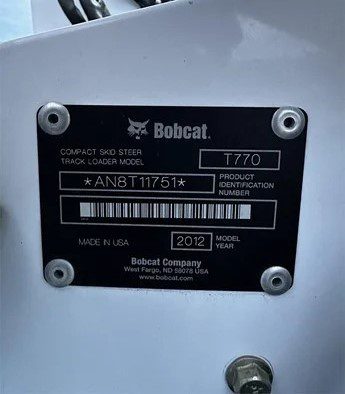 Bobcat.
COMPACT SKID STEER
TRACK LOADER MODEL
T770
*AN8T11751*
PRODUCT
IDENTIFICATION
NUMBER
MADE IN USA
2012
MODEL
YEAR
Bobcat Company
West Fargo, ND 58078 USA
www.bobcat.com